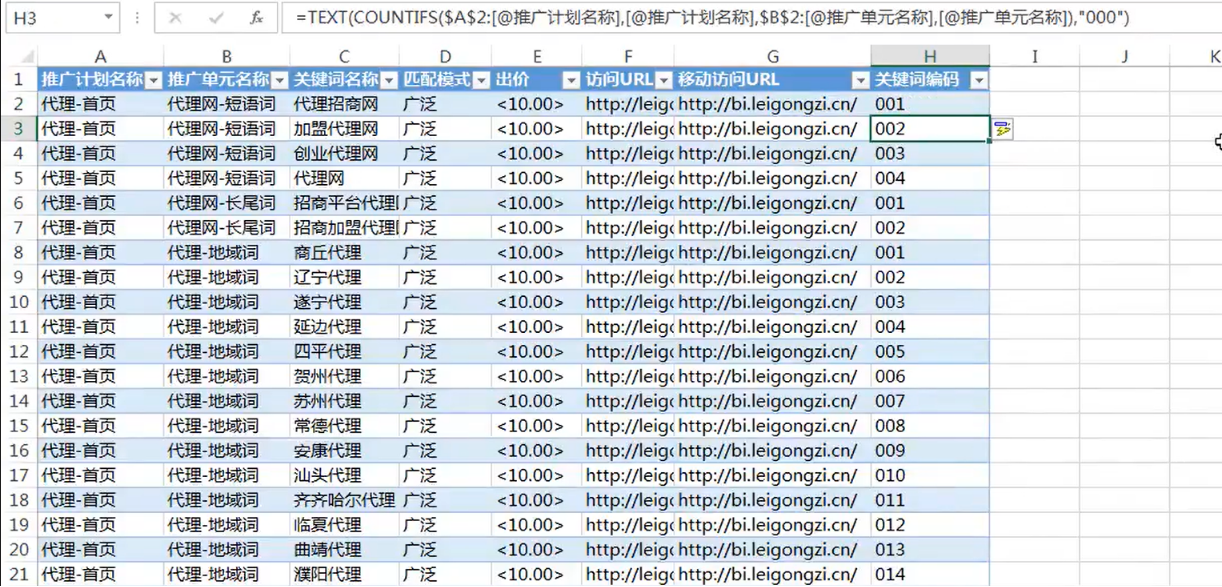 H3 fx =TEXT(COUNTIFS($A$2:[@推广计划名称],[@推广计划名称],$B$2:[@推广单元名称],[@推广单元名称]),"000")
A B C D E F G H I J K
1 推广计划名称 推广单元名称 关键词名称 匹配模式 出价 访问URL 移动访问URL 关键词编码
2 代理-首页 代理网-短语词 代理招商网 广泛 <10.00> http://leig http://bi.leigongzi.cn/ 001
3 代理-首页 代理网-短语词 加盟代理网 广泛 <10.00> http://leig http://bi.leigongzi.cn/ 002
4 代理-首页 代理网-短语词 创业代理网 广泛 <10.00> http://leig http://bi.leigongzi.cn/ 003
5 代理-首页 代理网-短语词 代理网 广泛 <10.00> http://leig http://bi.leigongzi.cn/ 004
6 代理-首页 代理网-长尾词 招商平台代理 广泛 <10.00> http://leig http://bi.leigongzi.cn/ 001
7 代理-首页 代理网-长尾词 招商加盟代理 广泛 <10.00> http://leig http://bi.leigongzi.cn/ 002
8 代理-首页 代理-地域词 商丘代理 广泛 <10.00> http://leig http://bi.leigongzi.cn/ 001
9 代理-首页 代理-地域词 辽宁代理 广泛 <10.00> http://leig http://bi.leigongzi.cn/ 002
10 代理-首页 代理-地域词 遂宁代理 广泛 <10.00> http://leig http://bi.leigongzi.cn/ 003
11 代理-首页 代理-地域词 延边代理 广泛 <10.00> http://leig http://bi.leigongzi.cn/ 004
12 代理-首页 代理-地域词 四平代理 广泛 <10.00> http://leig http://bi.leigongzi.cn/ 005
13 代理-首页 代理-地域词 贺州代理 广泛 <10.00> http://leig http://bi.leigongzi.cn/ 006
14 代理-首页 代理-地域词 苏州代理 广泛 <10.00> http://leig http://bi.leigongzi.cn/ 007
15 代理-首页 代理-地域词 常德代理 广泛 <10.00> http://leig http://bi.leigongzi.cn/ 008
16 代理-首页 代理-地域词 安康代理 广泛 <10.00> http://leig http://bi.leigongzi.cn/ 009
17 代理-首页 代理-地域词 汕头代理 广泛 <10.00> http://leig http://bi.leigongzi.cn/ 010
18 代理-首页 代理-地域词 齐齐哈尔代理 广泛 <10.00> http://leig http://bi.leigongzi.cn/ 011
19 代理-首页 代理-地域词 临夏代理 广泛 <10.00> http://leig http://bi.leigongzi.cn/ 012
20 代理-首页 代理-地域词 曲靖代理 广泛 <10.00> http://leig http://bi.leigongzi.cn/ 013
21 代理-首页 代理-地域词 濮阳代理 广泛 <10.00> http://leig http://bi.leigongzi.cn/ 014